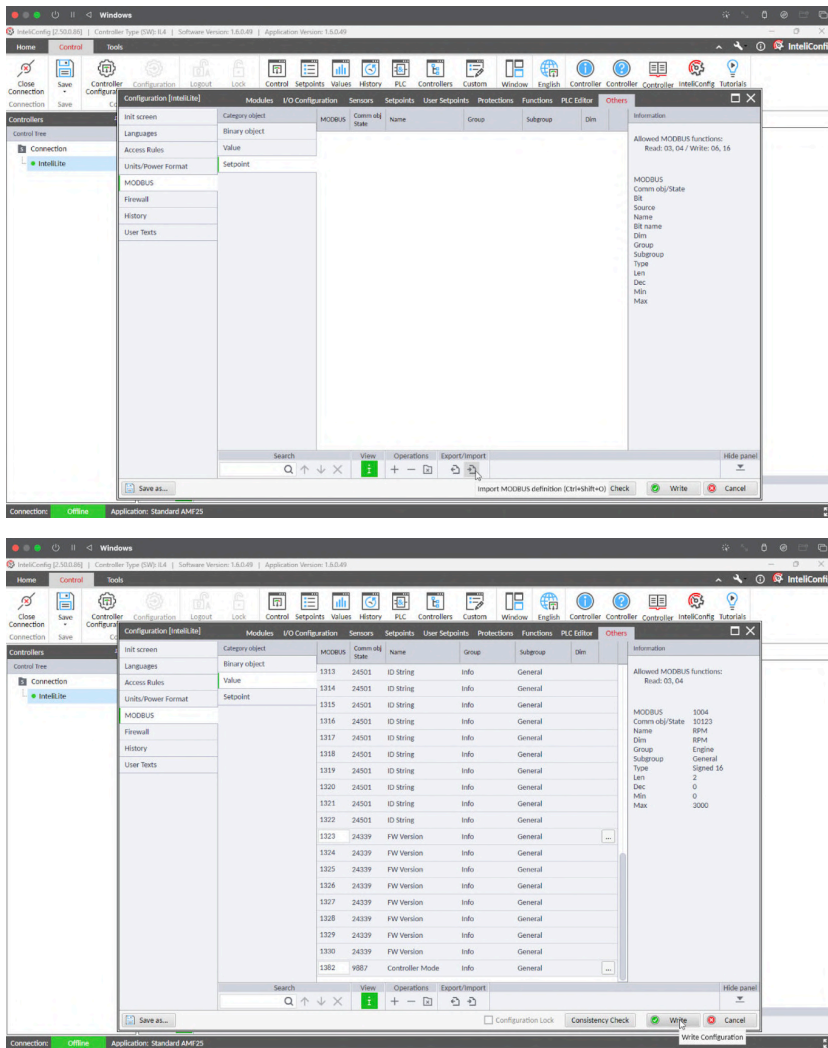 Windows
InteliConfig [2.50.0.86] | Controller Type (SW): IL4 | Software Version: 1.6.0.49 | Application Version: 1.6.0.49
Home Control Tools InteliConfi
Close Connection Save Controller Configura Configuration Logout Lock Control Setpoints Values History PLC Controllers Custom Window English Controller Controller Controller InteliConfig Tutorials
Connection Save Co
Configuration [InteliLite] Modules I/O Configuration Sensors Setpoints User Setpoints Protections Functions PLC Editor Others
Controllers
Control Tree
Connection
InteliLite
Init screen
Languages
Access Rules
Units/Power Format
MODBUS
Firewall
History
User Texts
Category object
Binary object
Value
Setpoint
MODBUS Comm obj State Name Group Subgroup Dim
Information
Allowed MODBUS functions:
Read: 03, 04 / Write: 06, 16
MODBUS
Comm obj/State
Bit
Source
Name
Bit name
Dim
Group
Subgroup
Type
Len
Dec
Min
Max
Search View Operations Export/Import Hide panel
Save as... Import MODBUS definition (Ctrl+Shift+O) Check Write Cancel
Connection: Offline Application: Standard AMF25
Windows
InteliConfig [2.50.0.86] | Controller Type (SW): IL4 | Software Version: 1.6.0.49 | Application Version: 1.6.0.49
Home Control Tools InteliConfi
Close Connection Save Controller Configura Configuration Logout Lock Control Setpoints Values History PLC Controllers Custom Window English Controller Controller Controller InteliConfig Tutorials
Connection Save Co
Configuration [InteliLite] Modules I/O Configuration Sensors Setpoints User Setpoints Protections Functions PLC Editor Others
Controllers
Control Tree
Connection
InteliLite
Init screen
Languages
Access Rules
Units/Power Format
MODBUS
Firewall
History
User Texts
Category object
Binary object
Value
Setpoint
MODBUS Comm obj State Name Group Subgroup Dim
1313 24501 ID String Info General
1314 24501 ID String Info General
1315 24501 ID String Info General
1316 24501 ID String Info General
1317 24501 ID String Info General
1318 24501 ID String Info General
1319 24501 ID String Info General
1320 24501 ID String Info General
1321 24501 ID String Info General
1322 24501 ID String Info General
1323 24339 FW Version Info General ...
1324 24339 FW Version Info General
1325 24339 FW Version Info General
1326 24339 FW Version Info General
1327 24339 FW Version Info General
1328 24339 FW Version Info General
1329 24339 FW Version Info General
1330 24339 FW Version Info General
1382 9887 Controller Mode Info General ...
Information
Allowed MODBUS functions:
Read: 03, 04
MODBUS 1004
Comm obj/State 10123
Name RPM
Dim RPM
Group Engine
Subgroup General
Type Signed 16
Len 2
Dec 0
Min 0
Max 3000
Search View Operations Export/Import Hide panel
Save as... Configuration Lock Consistency Check Write Cancel
Write Configuration
Connection: Offline Application: Standard AMF25